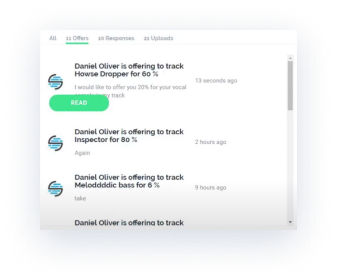 All 11 Offers 10 Responses 21 Uploads
Daniel Oliver is offering to track
Howse Dropper for 60 %
13 seconds ago
I would like to offer you 20% for your vocal
my track
READ
Daniel Oliver is offering to track
Inspector for 80 %
2 hours ago
Again
Daniel Oliver is offering to track
Meloddddic bass for 6 %
9 hours ago
take
Daniel Oliver is offering to track